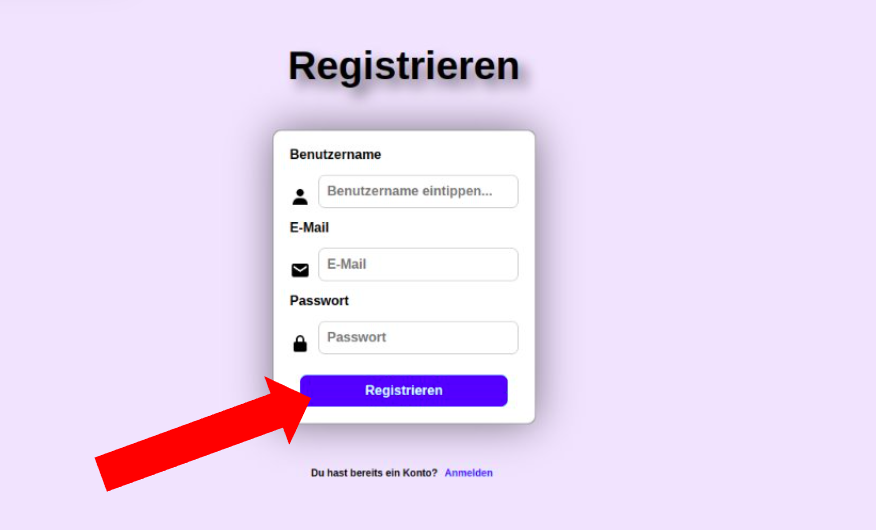 Registrieren
Benutzername
Benutzername eintippen...
E-Mail
E-Mail
Passwort
Passwort
Registrieren
Du hast bereits ein Konto? Anmelden